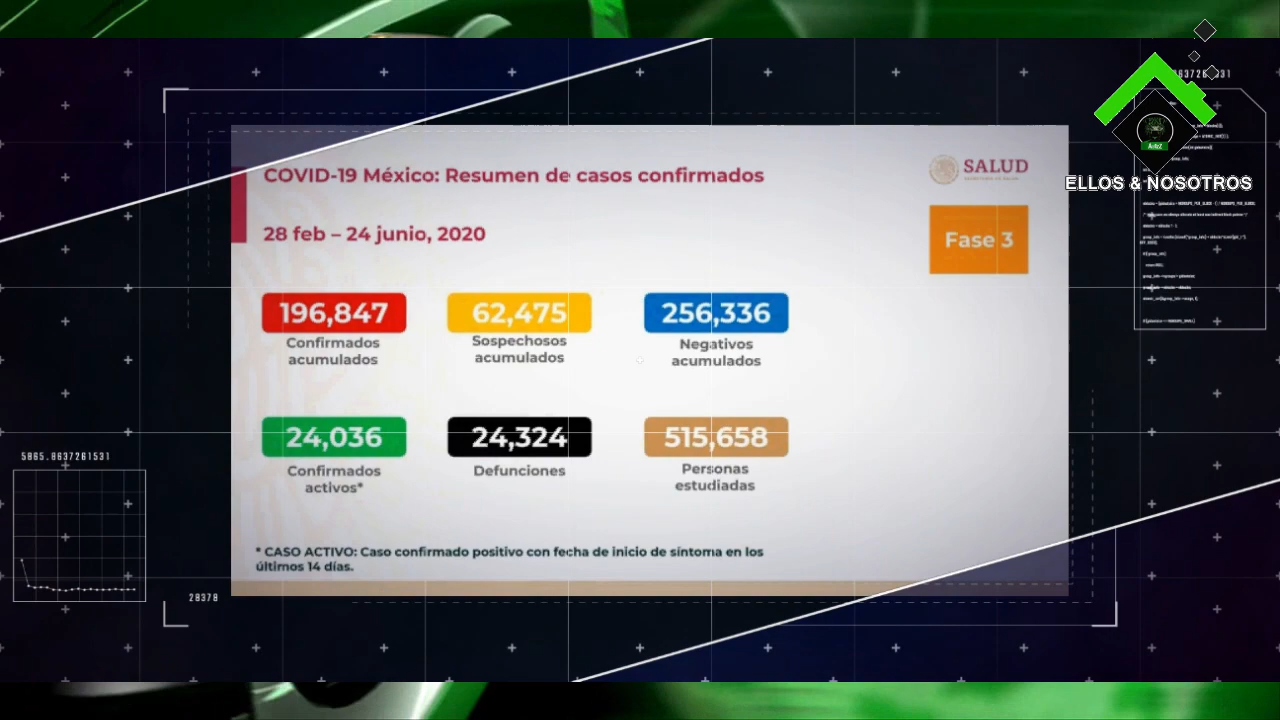 COVID-19 México: Resumen de casos confirmados
SALUD
28 feb – 24 junio, 2020
Fase 3
ELLOS & NOSOTROS
196,847
62,475
256,336
Confirmados
acumulados
Sospechosos
acumulados
Negativos
acumulados
24,036
24,324
515,658
Confirmados
activos*
Defunciones
Personas
estudiadas
* CASO ACTIVO: Caso confirmado positivo con fecha de inicio de síntoma en los
últimos 14 días.
5865.8637261531
28378